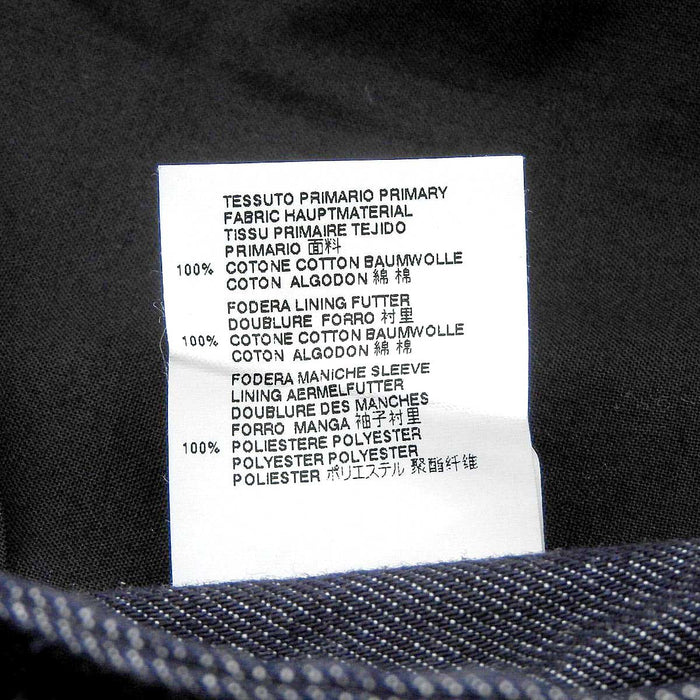 TESSUTO PRIMARIO PRIMARY
FABRIC HAUPTMATERIAL
TISSU PRIMAIRE TEJIDO
PRIMARIO 面料
100% COTONE COTTON BAUMWOLLE
COTON ALGODON 綿 棉
FODERA LINING FUTTER
DOUBLURE FORRO 衬里
100% COTONE COTTON BAUMWOLLE
COTON ALGODON 綿 棉
FODERA MANICHE SLEEVE
LINING AERMELFUTTER
DOUBLURE DES MANCHES
FORRO MANGA 袖子衬里
100% POLIESTERE POLYESTER
POLYESTER POLYESTER
POLIESTER ポリエステル 聚酯纤维